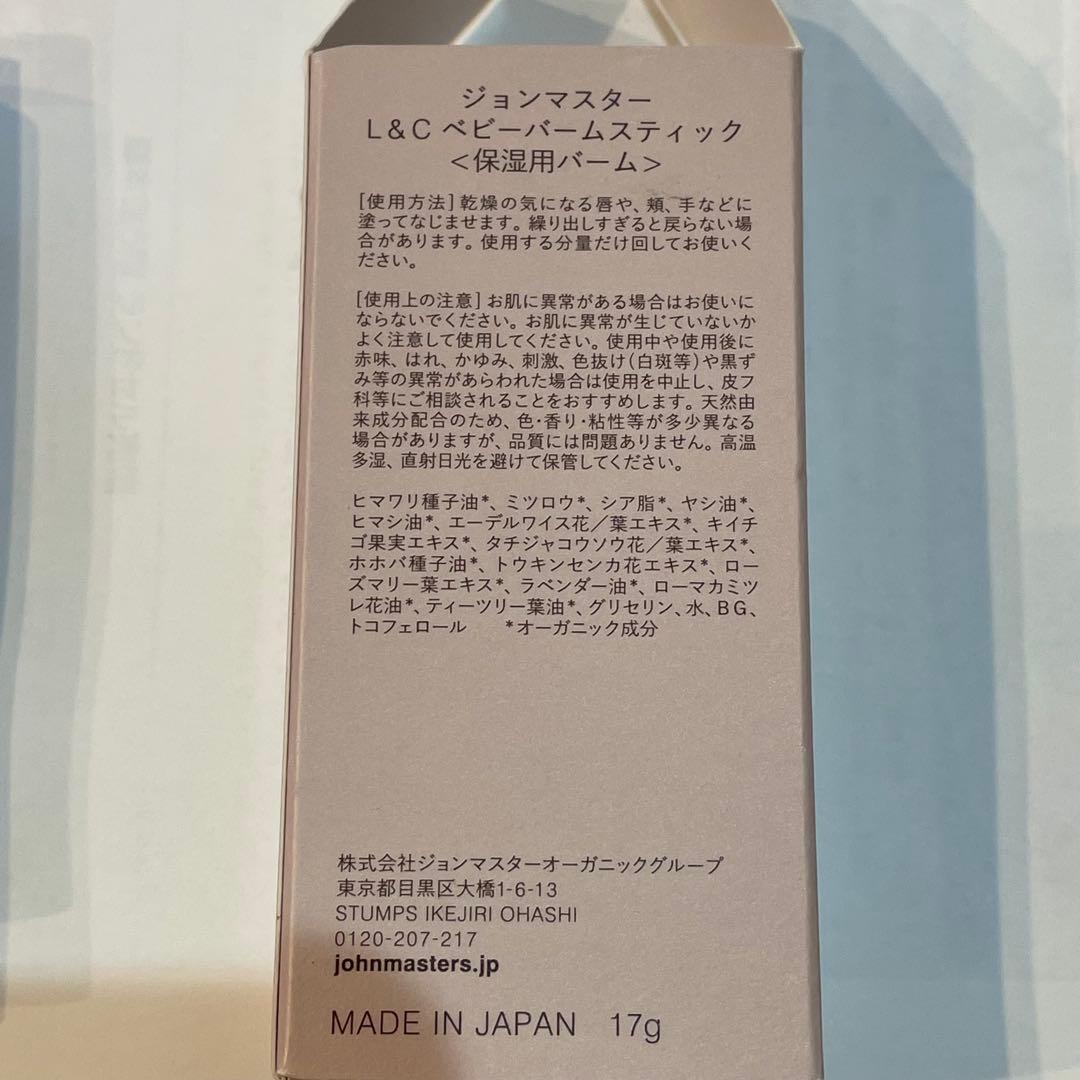 ジョンマスター
L&C ベビーバームスティック
<保湿用バーム>
[使用方法]乾燥の気になる唇や、頬、手などに
塗ってなじませます。繰り出しすぎると戻らない場
合があります。使用する分量だけ回してお使いく
ださい。
[使用上の注意]お肌に異常がある場合はお使いに
ならないでください。お肌に異常が生じていないか
よく注意して使用してください。使用中や使用後に
赤味、はれ、かゆみ、刺激、色抜け(白斑等)や黒ず
み等の異常があらわれた場合は使用を中止し、皮フ
科等にご相談されることをおすすめします。天然由
来成分配合のため、色・香り・粘性等が多少異なる
場合がありますが、品質には問題ありません。高温
多湿、直射日光を避けて保管してください。
ヒマワリ種子油*、ミツロウ*、シア脂*、ヤシ油*、
ヒマシ油*、エーデルワイス花/葉エキス*、キイチ
ゴ果実エキス*、タチジャコウソウ花/葉エキス*、
ホホバ種子油*、トウキンセンカ花エキス*、ロー
ズマリー葉エキス*、ラベンダー油*、ローマカミツ
レ花油*、ティーツリー葉油*、グリセリン、水、BG、
トコフェロール *オーガニック成分
株式会社ジョンマスターオーガニックグループ
東京都目黒区大橋1-6-13
STUMPS IKEJIRI OHASHI
0120-207-217
johnmasters.jp
MADE IN JAPAN 17g